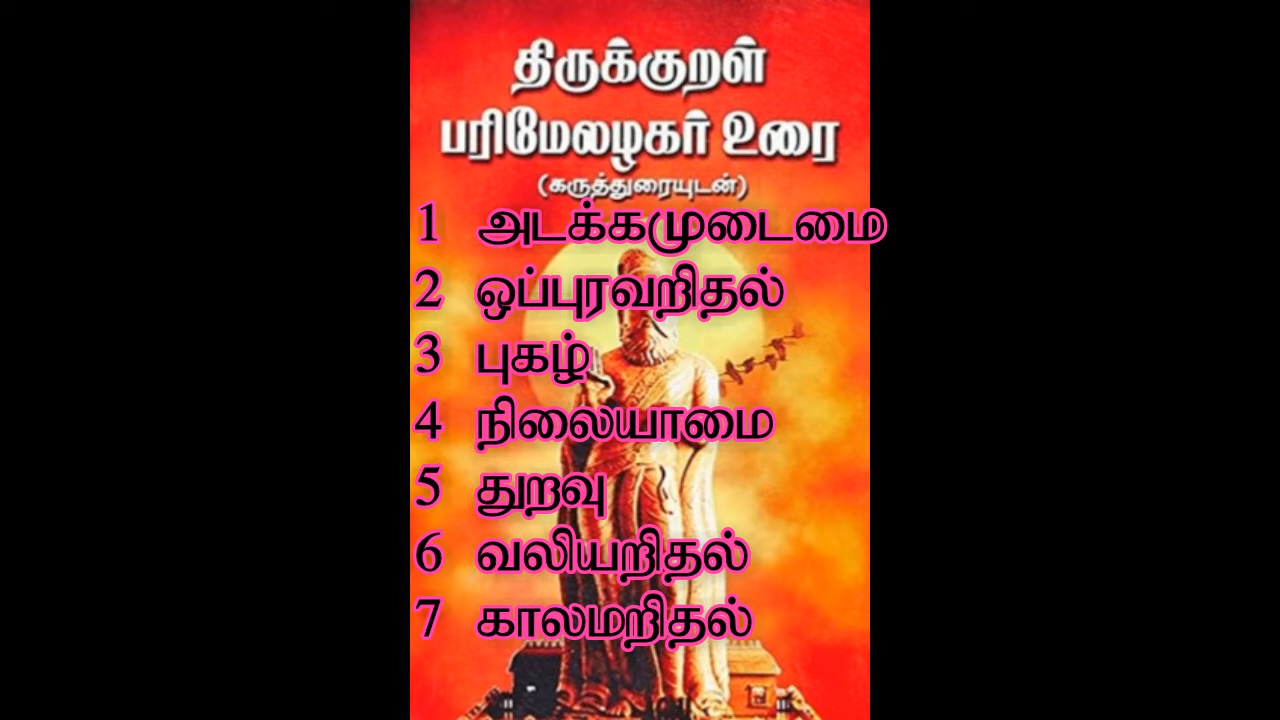 திருக்குறள்
பரிமேலழகர் உரை
(கருத்துரையுடன்)
1 அடக்கமுடைமை
2 ஒப்புரவறிதல்
3 புகழ்
4 நிலையாமை
5 துறவு
6 வலியறிதல்
7 காலமறிதல்